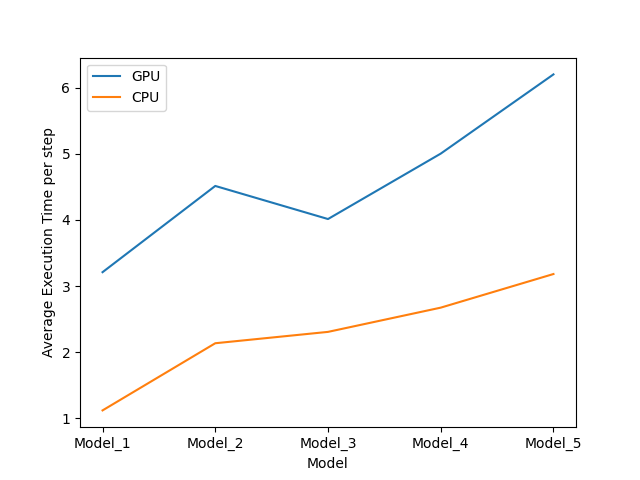 GPU
CPU
6
5
4
3
2
1
Average Execution Time per step
Model_1 Model_2 Model_3 Model_4 Model_5
Model